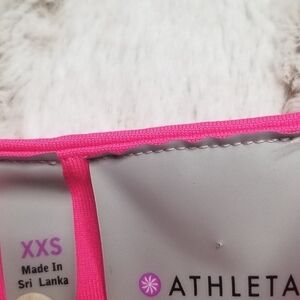 XXS
Made In
Sri Lanka
ATHLETA